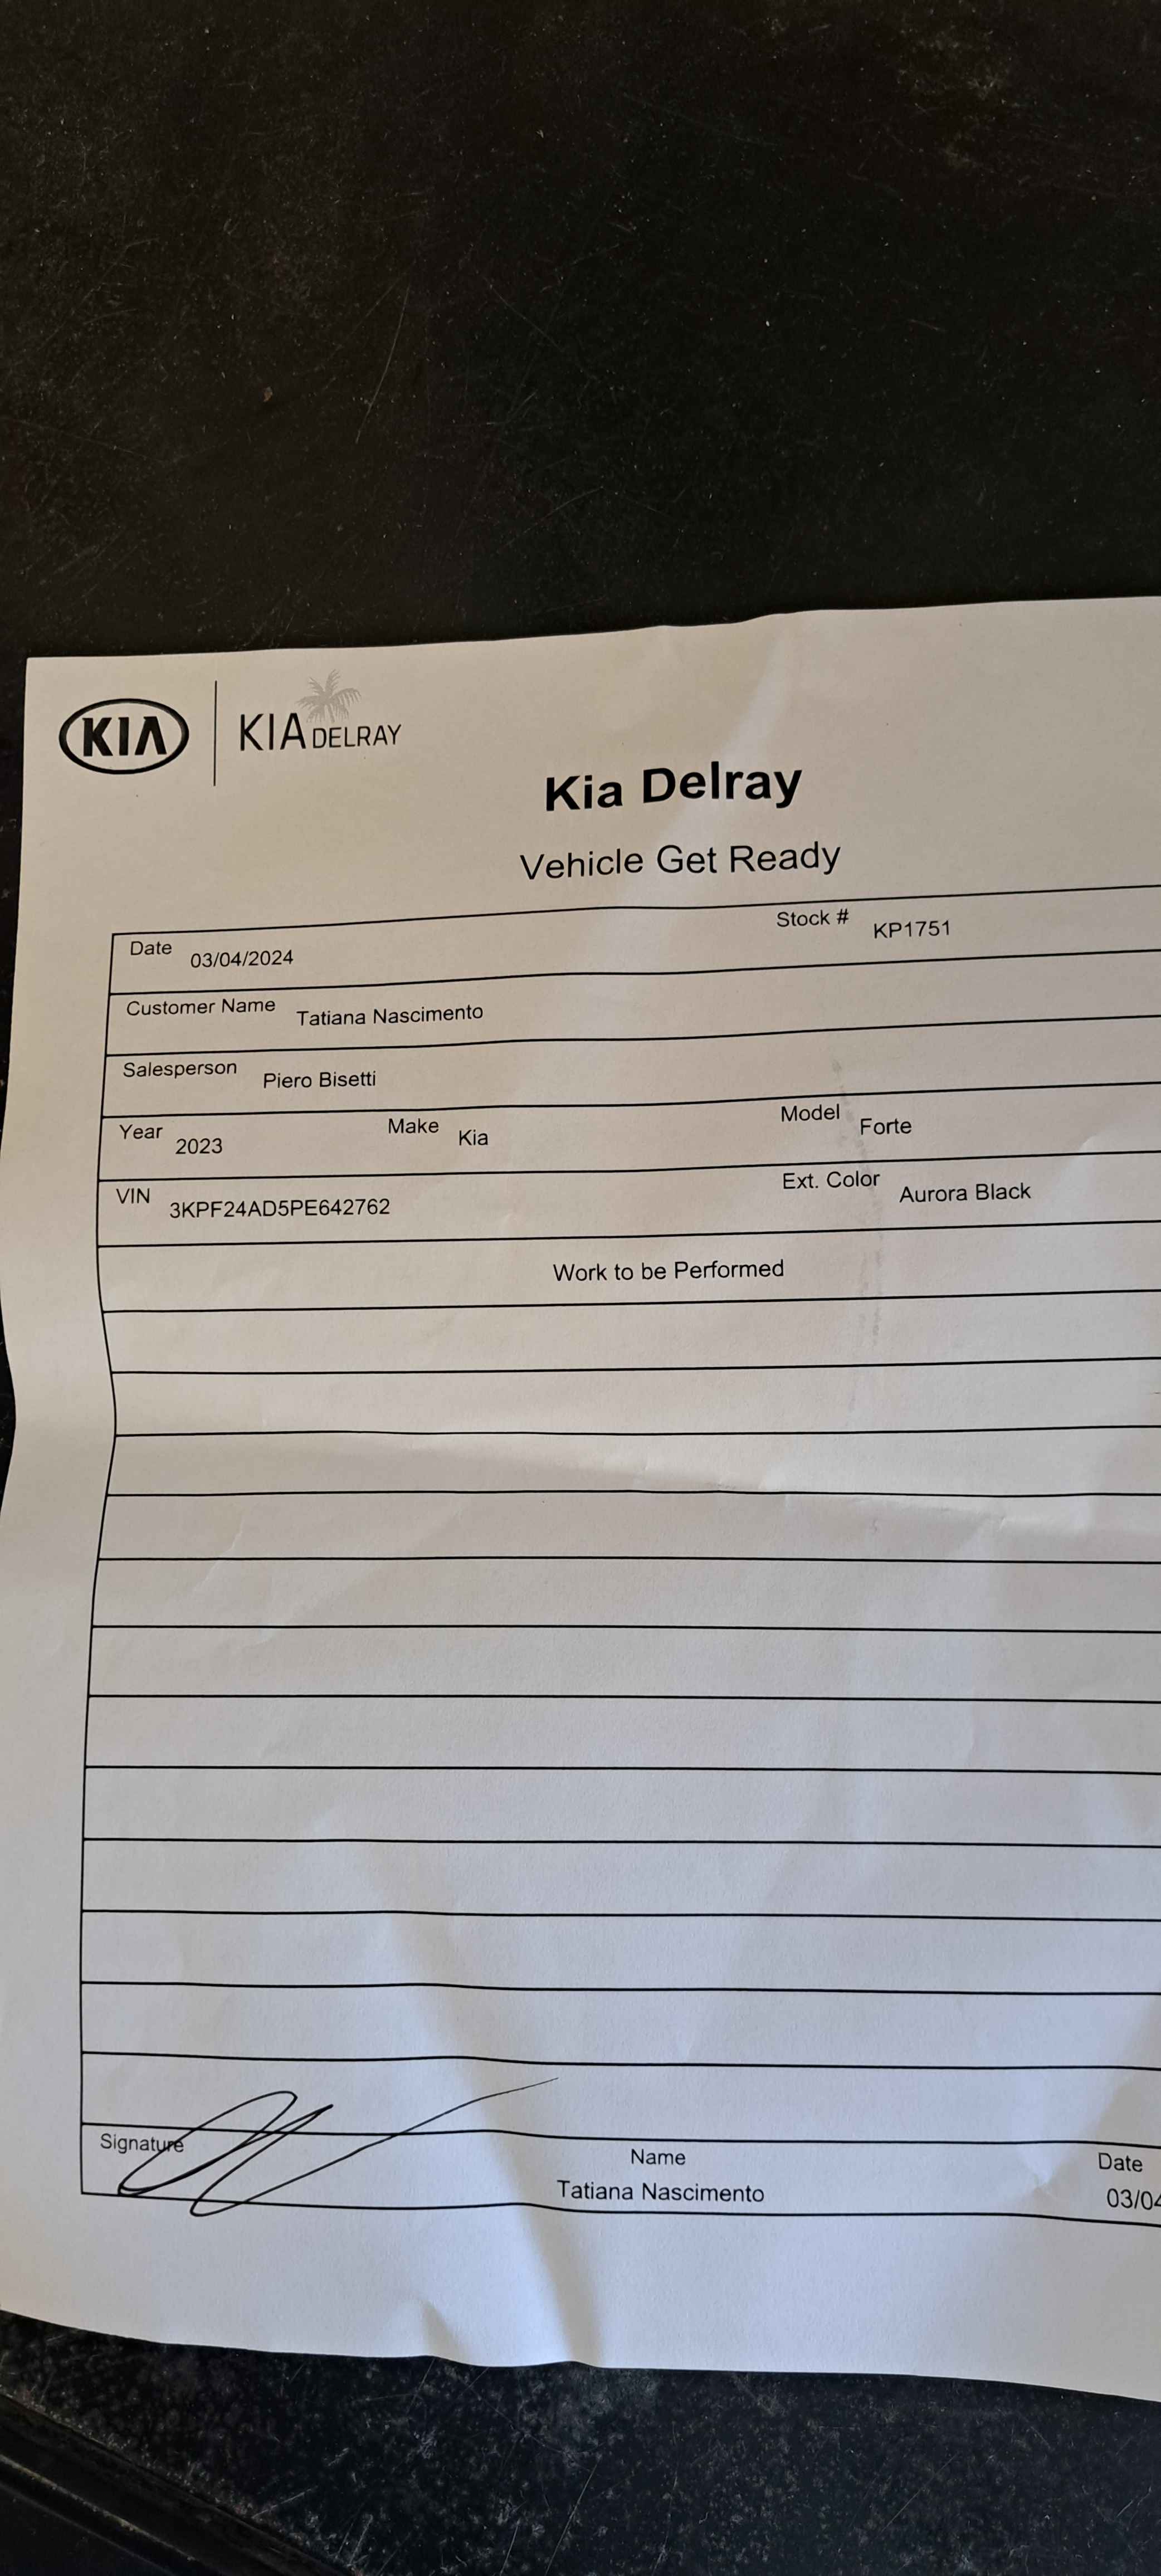 KIA KIA DELRAY
Kia Delray
Vehicle Get Ready
Date 03/04/2024 Stock # KP1751
Customer Name Tatiana Nascimento
Salesperson Piero Bisetti
Year 2023 Make Kia Model Forte
VIN 3KPF24AD5PE642762 Ext. Color Aurora Black
Work to be Performed
Signature Name Date
Tatiana Nascimento 03/04